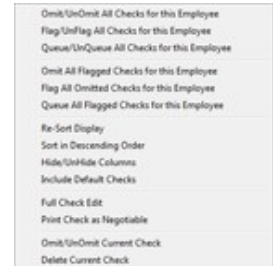 Omit/UnOmit All Checks for this Employee
Flag/UnFlag All Checks for this Employee
Queue/UnQueue All Checks for this Employee
Omit All Flagged Checks for this Employee
Flag All Omitted Checks for this Employee
Queue All Flagged Checks for this Employee
Re-Sort Display
Sort in Descending Order
Hide/UnHide Columns
Include Default Checks
Full Check Edit
Print Check as Negotiable
Omit/UnOmit Current Check
Delete Current Check